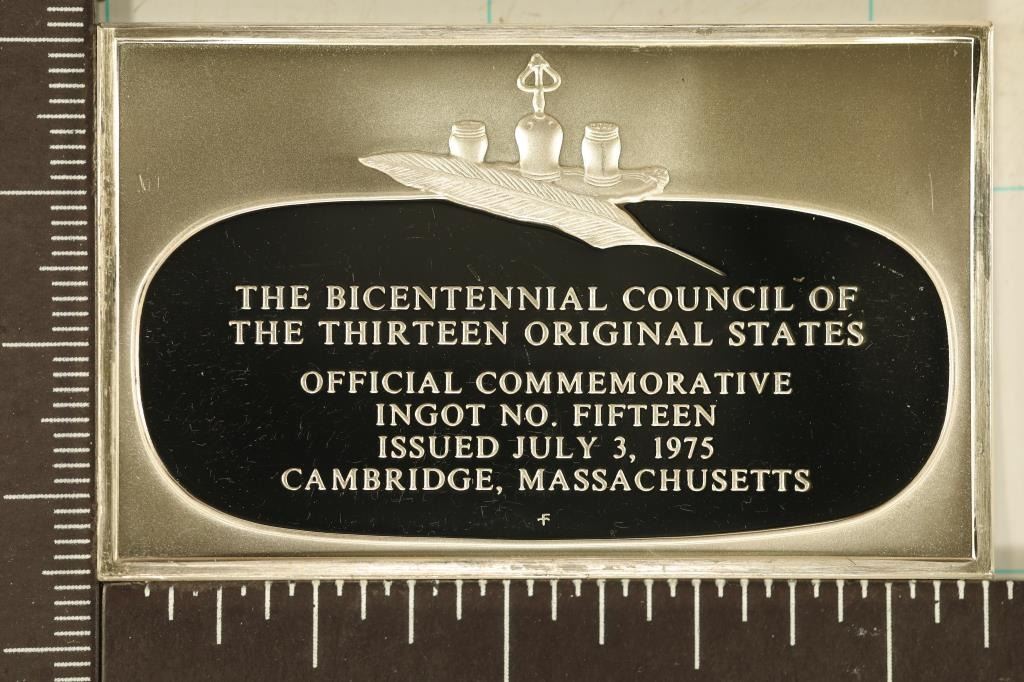 THE BICENTENNIAL COUNCIL OF
THE THIRTEEN ORIGINAL STATES
OFFICIAL COMMEMORATIVE
INGOT NO. FIFTEEN
ISSUED JULY 3, 1975
CAMBRIDGE, MASSACHUSETTS